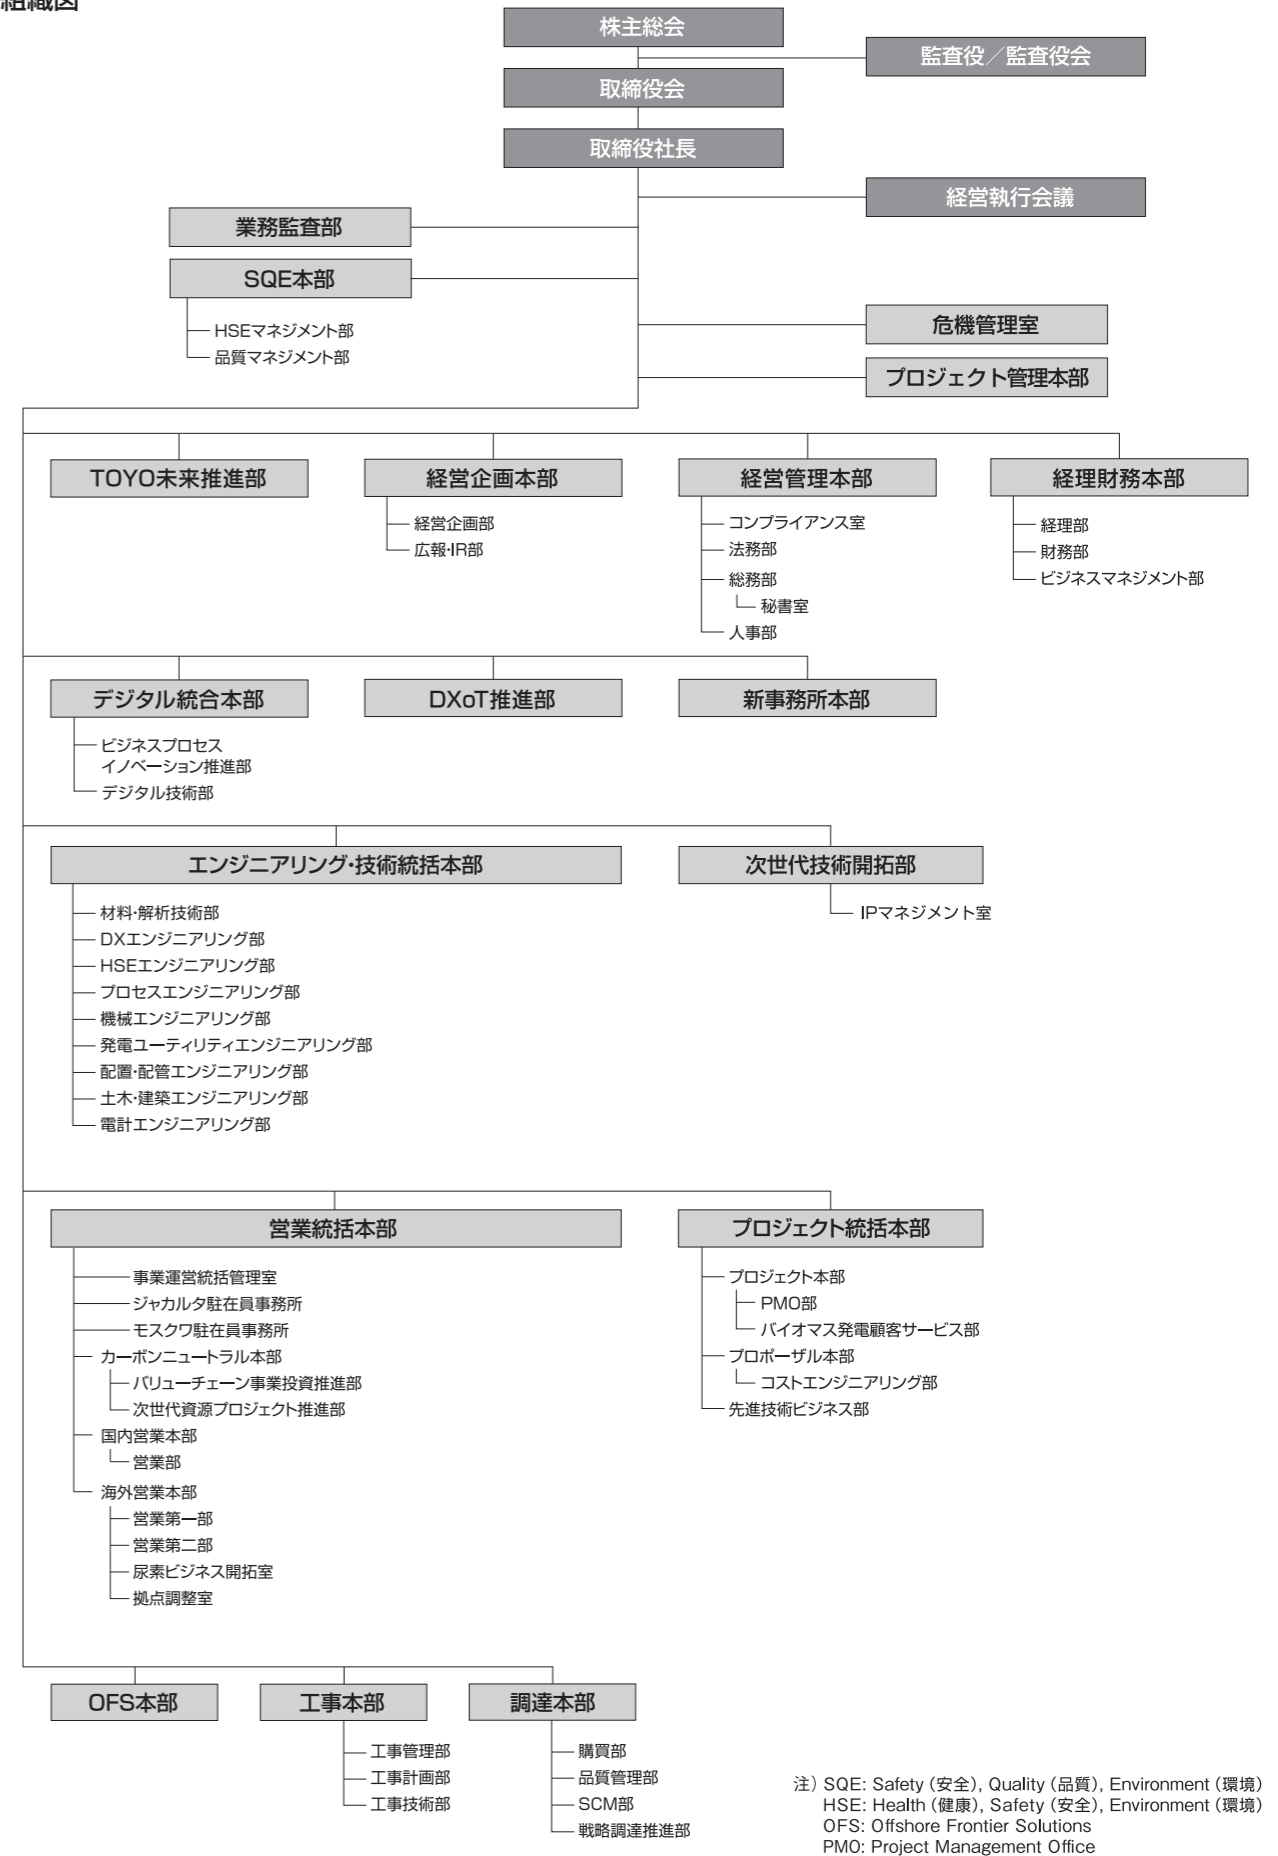 組織図
株主総会
監査役／監査役会
取締役会
取締役社長
経営執行会議
業務監査部
SQE本部
HSEマネジメント部
品質マネジメント部
危機管理室
プロジェクト管理本部
TOYO未来推進部
経営企画本部
経営企画部
広報・IR部
経営管理本部
コンプライアンス室
法務部
総務部
秘書室
人事部
経理財務本部
経理部
財務部
ビジネスマネジメント部
デジタル統合本部
ビジネスプロセス
イノベーション推進部
デジタル技術部
DXoT推進部
新事務所本部
エンジニアリング・技術統括本部
材料・解析技術部
DXエンジニアリング部
HSEエンジニアリング部
プロセスエンジニアリング部
機械エンジニアリング部
発電ユーティリティエンジニアリング部
配置・配管エンジニアリング部
土木・建築エンジニアリング部
電計エンジニアリング部
次世代技術開拓部
IPマネジメント室
営業統括本部
事業運営統括管理室
ジャカルタ駐在員事務所
モスクワ駐在員事務所
カーボンニュートラル本部
バリューチェーン事業投資推進部
次世代資源プロジェクト推進部
国内営業本部
営業部
海外営業本部
営業第一部
営業第二部
尿素ビジネス開拓室
拠点調整室
プロジェクト統括本部
プロジェクト本部
PMO部
バイオマス発電顧客サービス部
プロポーザル本部
コストエンジニアリング部
先進技術ビジネス部
OFS本部
工事本部
工事管理部
工事計画部
工事技術部
調達本部
購買部
品質管理部
SCM部
戦略調達推進部
注) SQE: Safety (安全), Quality (品質), Environment (環境)
HSE: Health (健康), Safety (安全), Environment (環境)
OFS: Offshore Frontier Solutions
PMO: Project Management Office